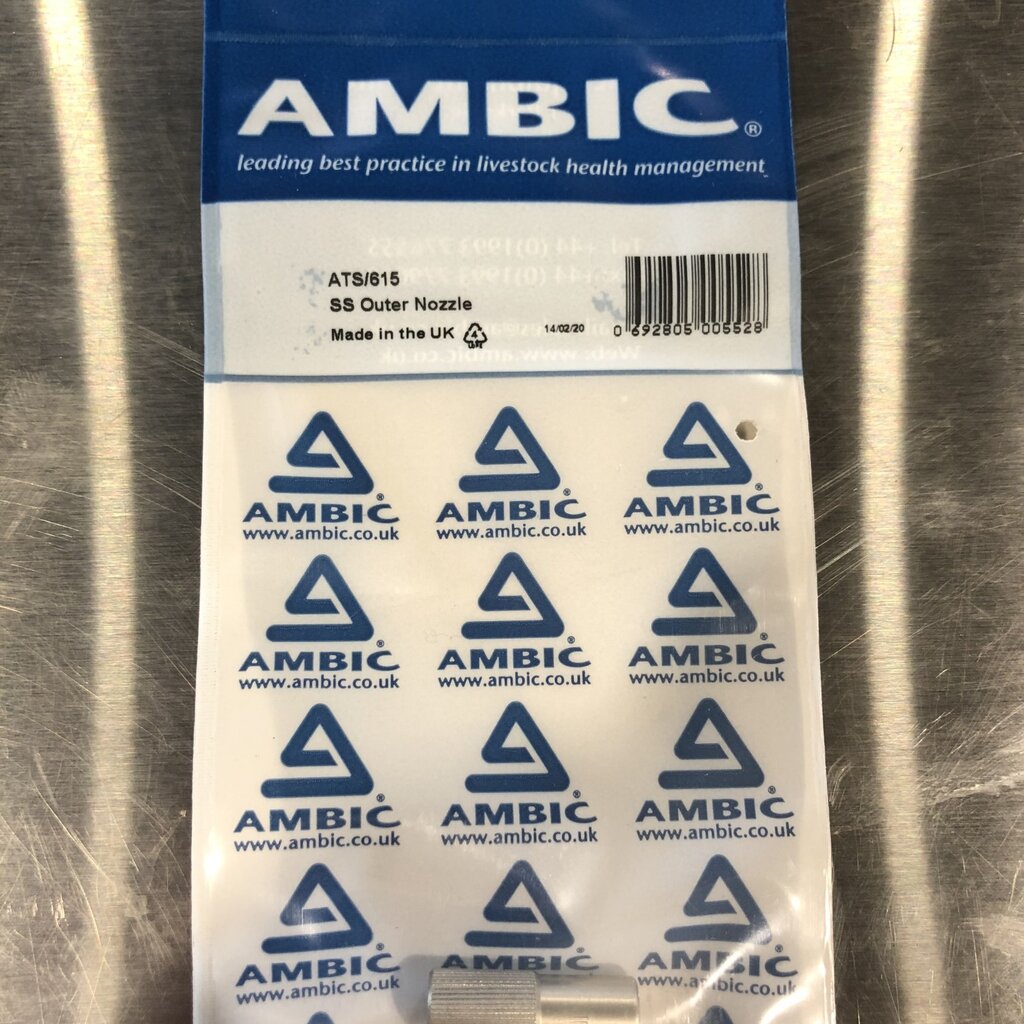 AMBIC®
leading best practice in livestock health management
ATS/615
SS Outer Nozzle
Made in the UK 4
14/02/20
0 692805 005528
AMBIC® AMBIC® AMBIC®
www.ambic.co.uk www.ambic.co.uk www.ambic.co.uk
AMBIC® AMBIC® AMBIC®
www.ambic.co.uk www.ambic.co.uk www.ambic.co.uk
AMBIC® AMBIC® AMBIC®
www.ambic.co.uk www.ambic.co.uk www.ambic.co.uk
AMBIC® AMBIC® AMBIC®
www.ambic.co.uk www.ambic.co.uk